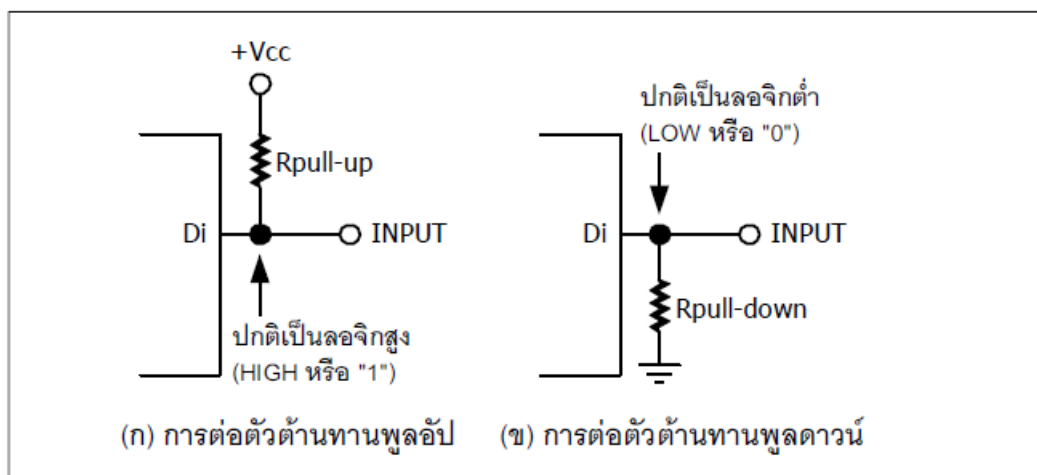 +Vcc
Rpull-up
Di
INPUT
ปกติเป็นลอจิกสูง
(HIGH หรือ "1")
(ก) การต่อตัวต้านทานพูลอัป
ปกติเป็นลอจิกต่ำ
(LOW หรือ "0")
Di
INPUT
Rpull-down
(ข) การต่อตัวต้านทานพูลดาวน์